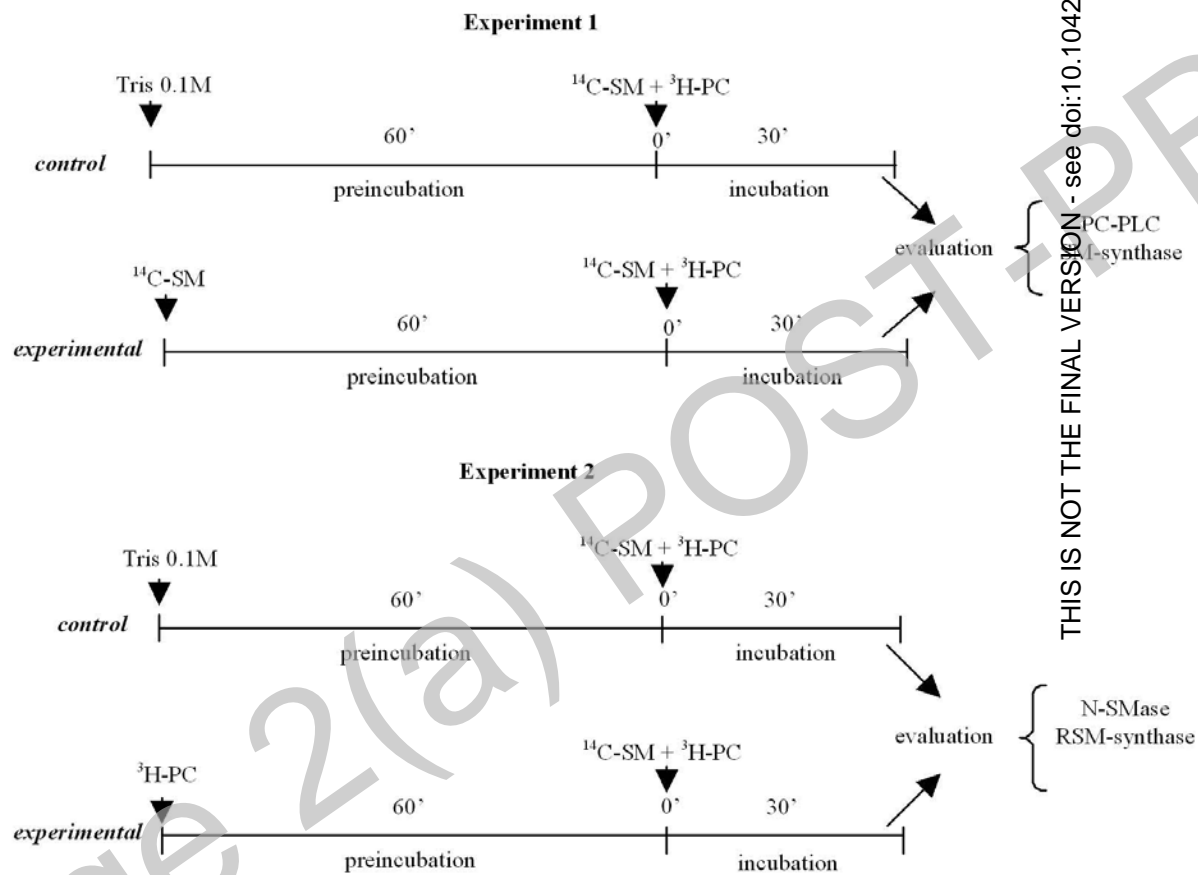 Experiment 1
Tris 0.1M
14C-SM + 3H-PC
60’
0’
30’
control
preincubation
incubation
14C-SM
14C-SM + 3H-PC
60’
0’
30’
experimental
preincubation
incubation
evaluation
PC-PLC
SM-synthase
Experiment 2
Tris 0.1M
14C-SM + 3H-PC
60’
0’
30’
control
preincubation
incubation
3H-PC
14C-SM + 3H-PC
60’
0’
30’
experimental
preincubation
incubation
evaluation
N-SMase
RSM-synthase
THIS IS NOT THE FINAL VERSION - see doi:10.1042
2(a) POST-PR